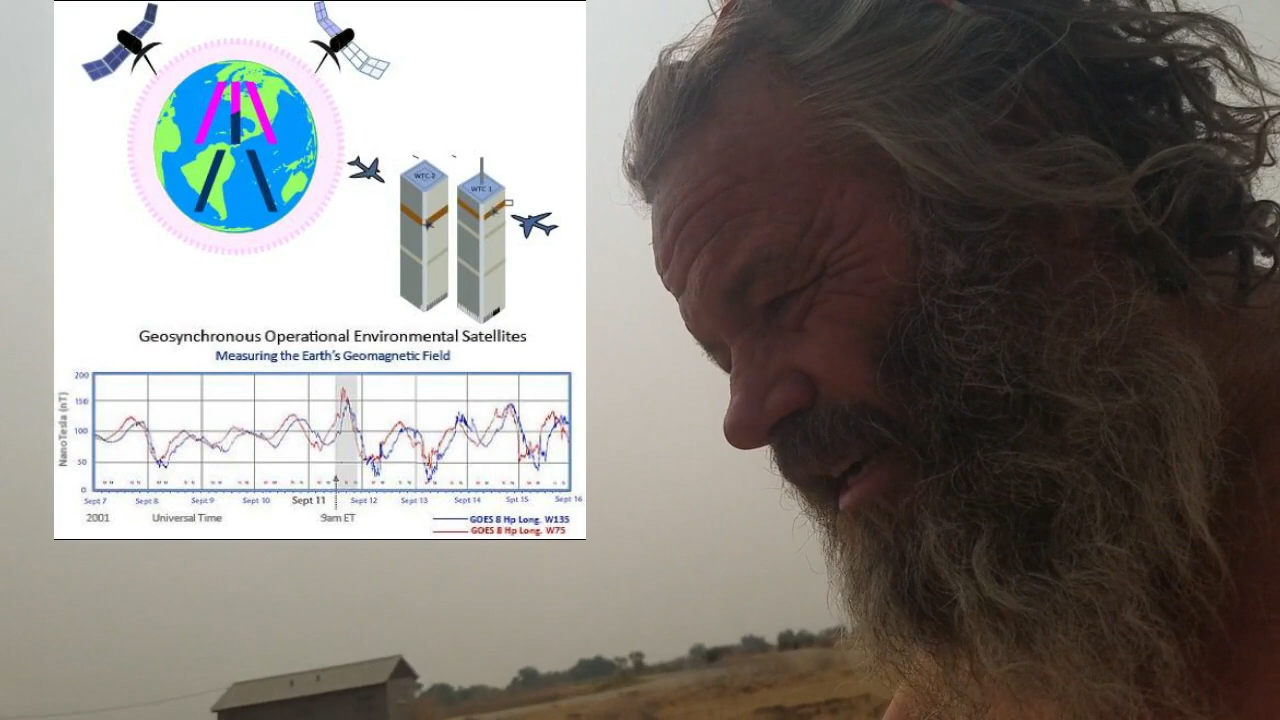 WTC 2
WTC 1
Geosynchronous Operational Environmental Satellites
Measuring the Earth's Geomagnetic Field
NanoTesla (nT)
200
150
100
50
0
Sept 7 Sept 8 Sept 9 Sept 10 Sept 11 Sept 12 Sept 13 Sept 14 Spt 15 Sept 16
2001 Universal Time 9am ET
GOES 8 Hp Long. W135
GOES 8 Hp Long. W75